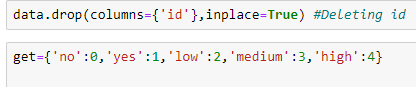 data.drop(columns={'id'},inplace=True) #Deleting id
get={'no':0,'yes':1,'low':2,'medium':3,'high':4}